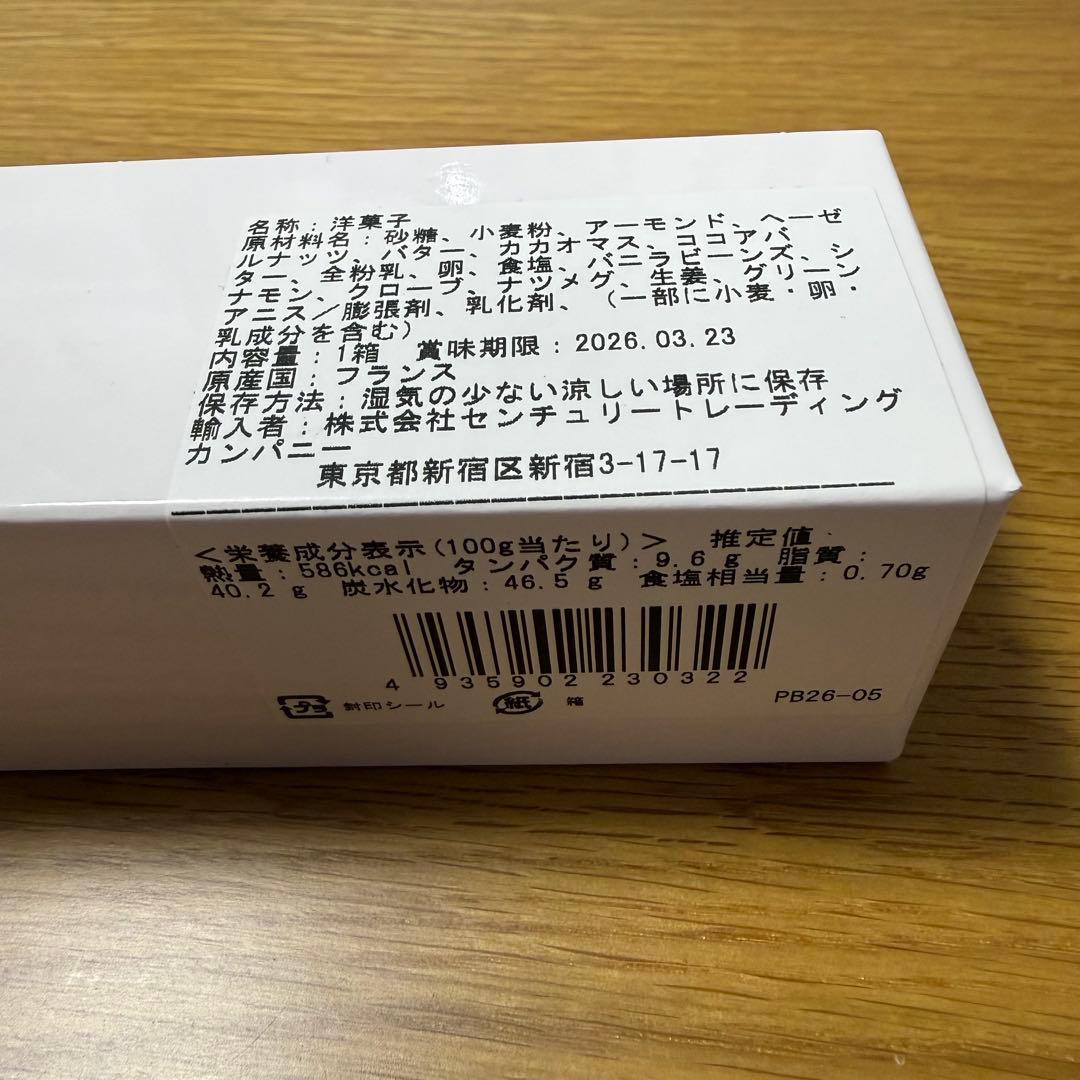 名称：洋菓子
原材料名：砂糖、小麦粉、アーモンド、ヘーゼ
ルナッツ、バター、カカオマス、ココアバ
ター、全粉乳、卵、食塩、バニラビーンズ、シ
ナモン、クローブ、ナツメグ、生姜、グリーン
アニス／膨張剤、乳化剤、（一部に小麦・卵・
乳成分を含む）
内容量：1箱 賞味期限：2026.03.23
原産国：フランス
保存方法：湿気の少ない涼しい場所に保存
輸入者：株式会社センチュリートレーディング
カンパニー
東京都新宿区新宿3-17-17
＜栄養成分表示(100g当たり)＞ 推定値
熱量：586kcal タンパク質：9.6g 脂質：
40.2g 炭水化物：46.5g 食塩相当量：0.70g
4 935902 230322
プラ 封印シール 紙 箱 PB26-05